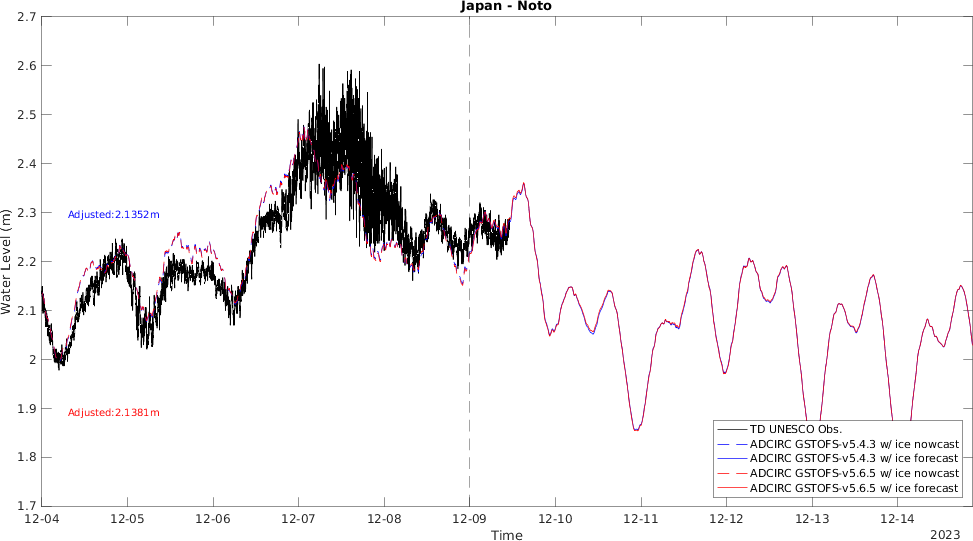 Japan - Noto
2.7
2.6
2.5
2.4
2.3
2.2
2.1
2
1.9
1.8
1.7
Water Level (m)
Adjusted:2.1352m
Adjusted:2.1381m
TD UNESCO Obs.
ADCIRC GSTOFS-v5.4.3 w/ ice nowcast
ADCIRC GSTOFS-v5.4.3 w/ ice forecast
ADCIRC GSTOFS-v5.6.5 w/ ice nowcast
ADCIRC GSTOFS-v5.6.5 w/ ice forecast
12-04 12-05 12-06 12-07 12-08 12-09 12-10 12-11 12-12 12-13 12-14
Time
2023